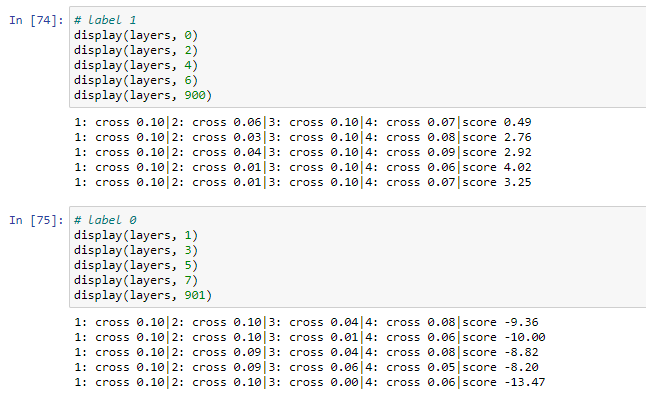 In [74]: # label 1
display(layers, 0)
display(layers, 2)
display(layers, 4)
display(layers, 6)
display(layers, 900)
1: cross 0.10|2: cross 0.06|3: cross 0.10|4: cross 0.07|score 0.49
1: cross 0.10|2: cross 0.03|3: cross 0.10|4: cross 0.08|score 2.76
1: cross 0.10|2: cross 0.04|3: cross 0.10|4: cross 0.09|score 2.92
1: cross 0.10|2: cross 0.01|3: cross 0.10|4: cross 0.06|score 4.02
1: cross 0.10|2: cross 0.01|3: cross 0.10|4: cross 0.07|score 3.25
In [75]: # label 0
display(layers, 1)
display(layers, 3)
display(layers, 5)
display(layers, 7)
display(layers, 901)
1: cross 0.10|2: cross 0.10|3: cross 0.04|4: cross 0.08|score -9.36
1: cross 0.10|2: cross 0.10|3: cross 0.01|4: cross 0.06|score -10.00
1: cross 0.10|2: cross 0.09|3: cross 0.04|4: cross 0.08|score -8.82
1: cross 0.10|2: cross 0.09|3: cross 0.06|4: cross 0.05|score -8.20
1: cross 0.10|2: cross 0.10|3: cross 0.00|4: cross 0.06|score -13.47